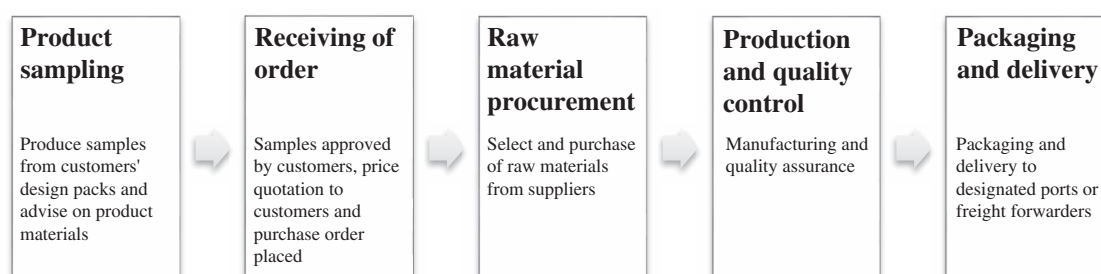 Product
sampling
Produce samples
from customers'
design packs and
advise on product
materials
Receiving of
order
Samples approved
by customers, price
quotation to
customers and
purchase order
placed
Raw
material
procurement
Select and purchase
of raw materials
from suppliers
Production
and quality
control
Manufacturing and
quality assurance
Packaging
and delivery
Packaging and
delivery to
designated ports or
freight forwarders